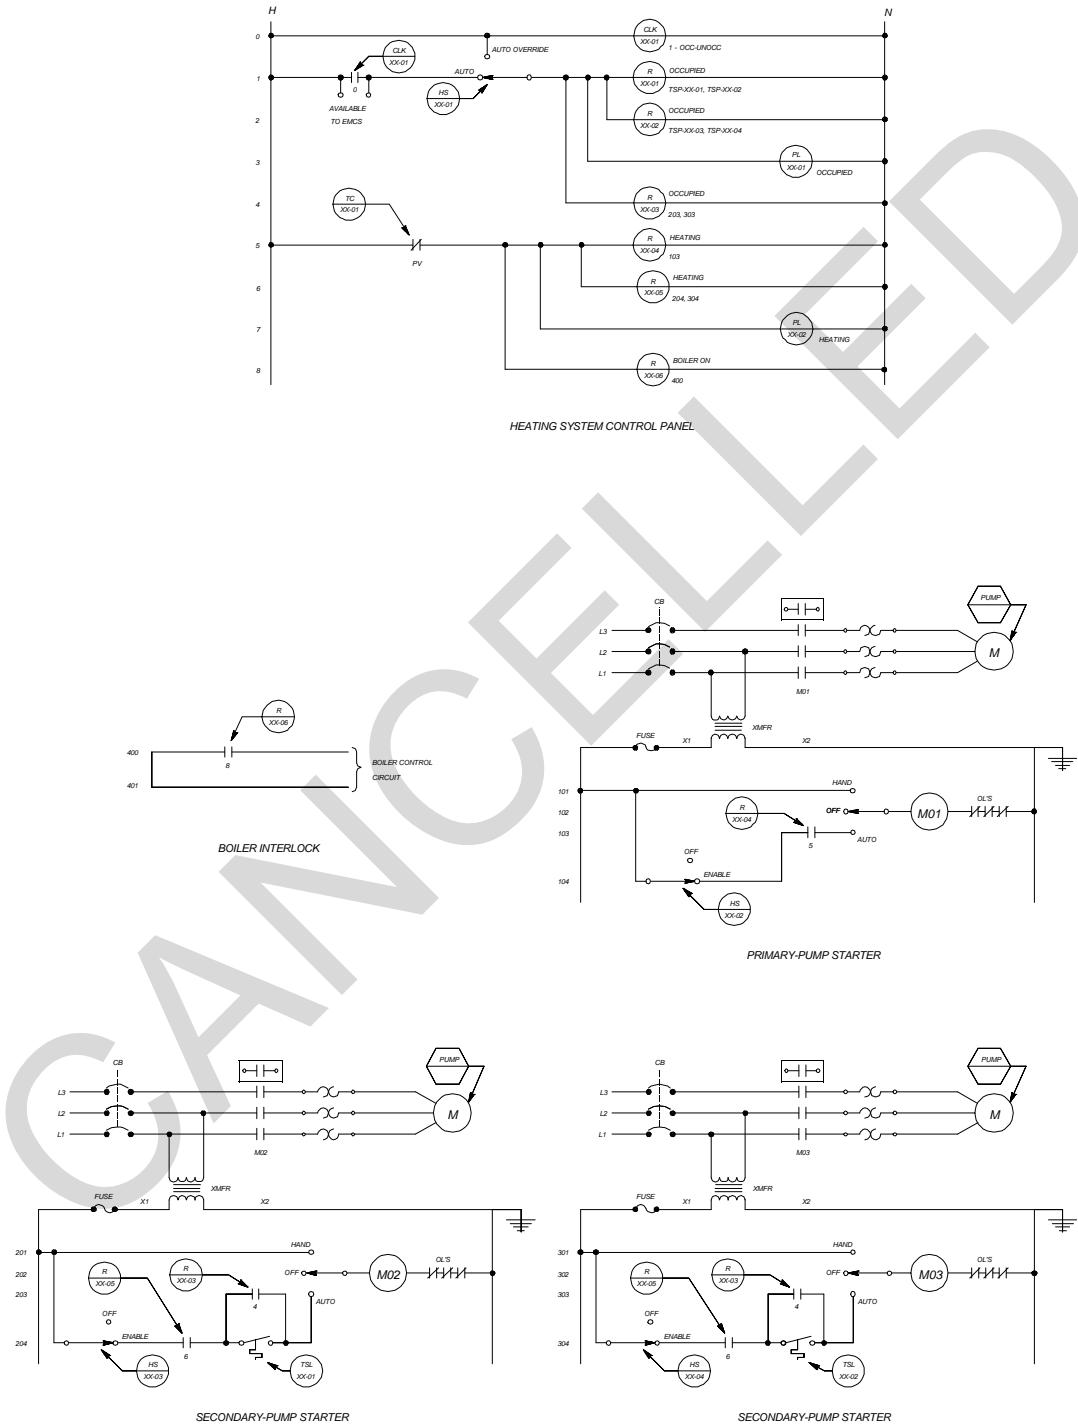 H N
0 CLK XX-01 1 - OCC-UNOCC
AUTO OVERRIDE
CLK XX-01
1 0 AUTO R XX-01 OCCUPIED
TSP-XX-01, TSP-XX-02
HS XX-01
AVAILABLE
TO EMCS
2 R XX-02 OCCUPIED
TSP-XX-03, TSP-XX-04
3 PL XX-01 OCCUPIED
TC XX-01
4 R XX-03 OCCUPIED
203, 303
5 PV R XX-04 HEATING
103
6 R XX-05 HEATING
204, 304
7 PL XX-02 HEATING
8 R XX-06 BOILER ON
400
HEATING SYSTEM CONTROL PANEL
CANCELLED
R XX-06
400
8
401
BOILER CONTROL
CIRCUIT
BOILER INTERLOCK
CB PUMP
L3
L2 M
L1
M01
XMFR
FUSE X1 X2
101 HAND
102 OFF M01 OL'S
103 R XX-04 5 AUTO
OFF
104 ENABLE
HS XX-02
PRIMARY-PUMP STARTER
CB PUMP
L3
L2 M
L1
M02
XMFR
FUSE X1 X2
201 HAND
202 R XX-05 R XX-03 OFF M02 OL'S
203 4 AUTO
OFF
204 ENABLE 6
HS XX-03 TSL XX-01
SECONDARY-PUMP STARTER
CB PUMP
L3
L2 M
L1
M03
XMFR
FUSE X1 X2
301 HAND
302 R XX-05 R XX-03 OFF M03 OL'S
303 4 AUTO
OFF
304 ENABLE 6
HS XX-04 TSL XX-02
SECONDARY-PUMP STARTER